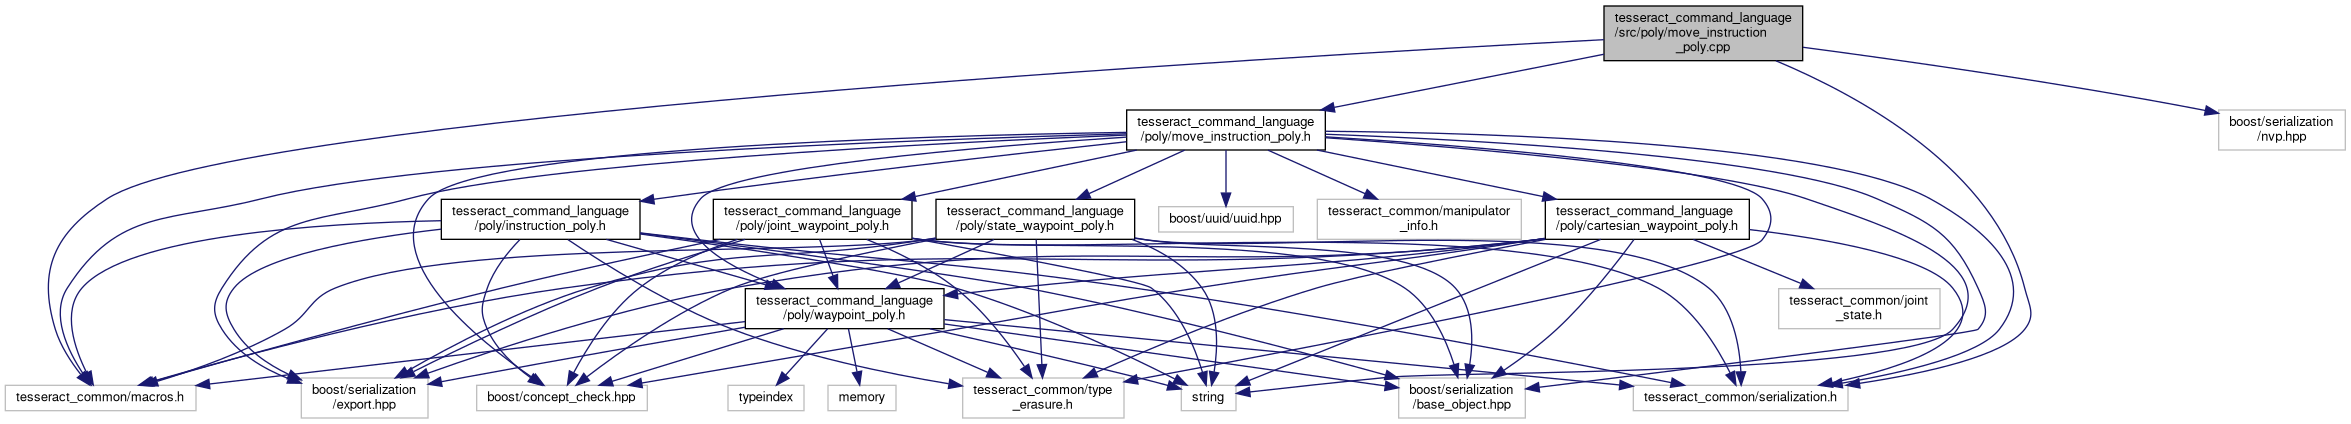 tesseract_command_language
/src/poly/move_instruction
_poly.cpp
tesseract_command_language
/poly/move_instruction_poly.h
boost/serialization
/nvp.hpp
tesseract_command_language
/poly/instruction_poly.h
tesseract_command_language
/poly/joint_waypoint_poly.h
tesseract_command_language
/poly/state_waypoint_poly.h
boost/uuid/uuid.hpp
tesseract_common/manipulator
_info.h
tesseract_command_language
/poly/cartesian_waypoint_poly.h
tesseract_command_language
/poly/waypoint_poly.h
tesseract_common/joint
_state.h
tesseract_common/macros.h
boost/serialization
/export.hpp
boost/concept_check.hpp
typeindex
memory
tesseract_common/type
_erasure.h
string
boost/serialization
/base_object.hpp
tesseract_common/serialization.h